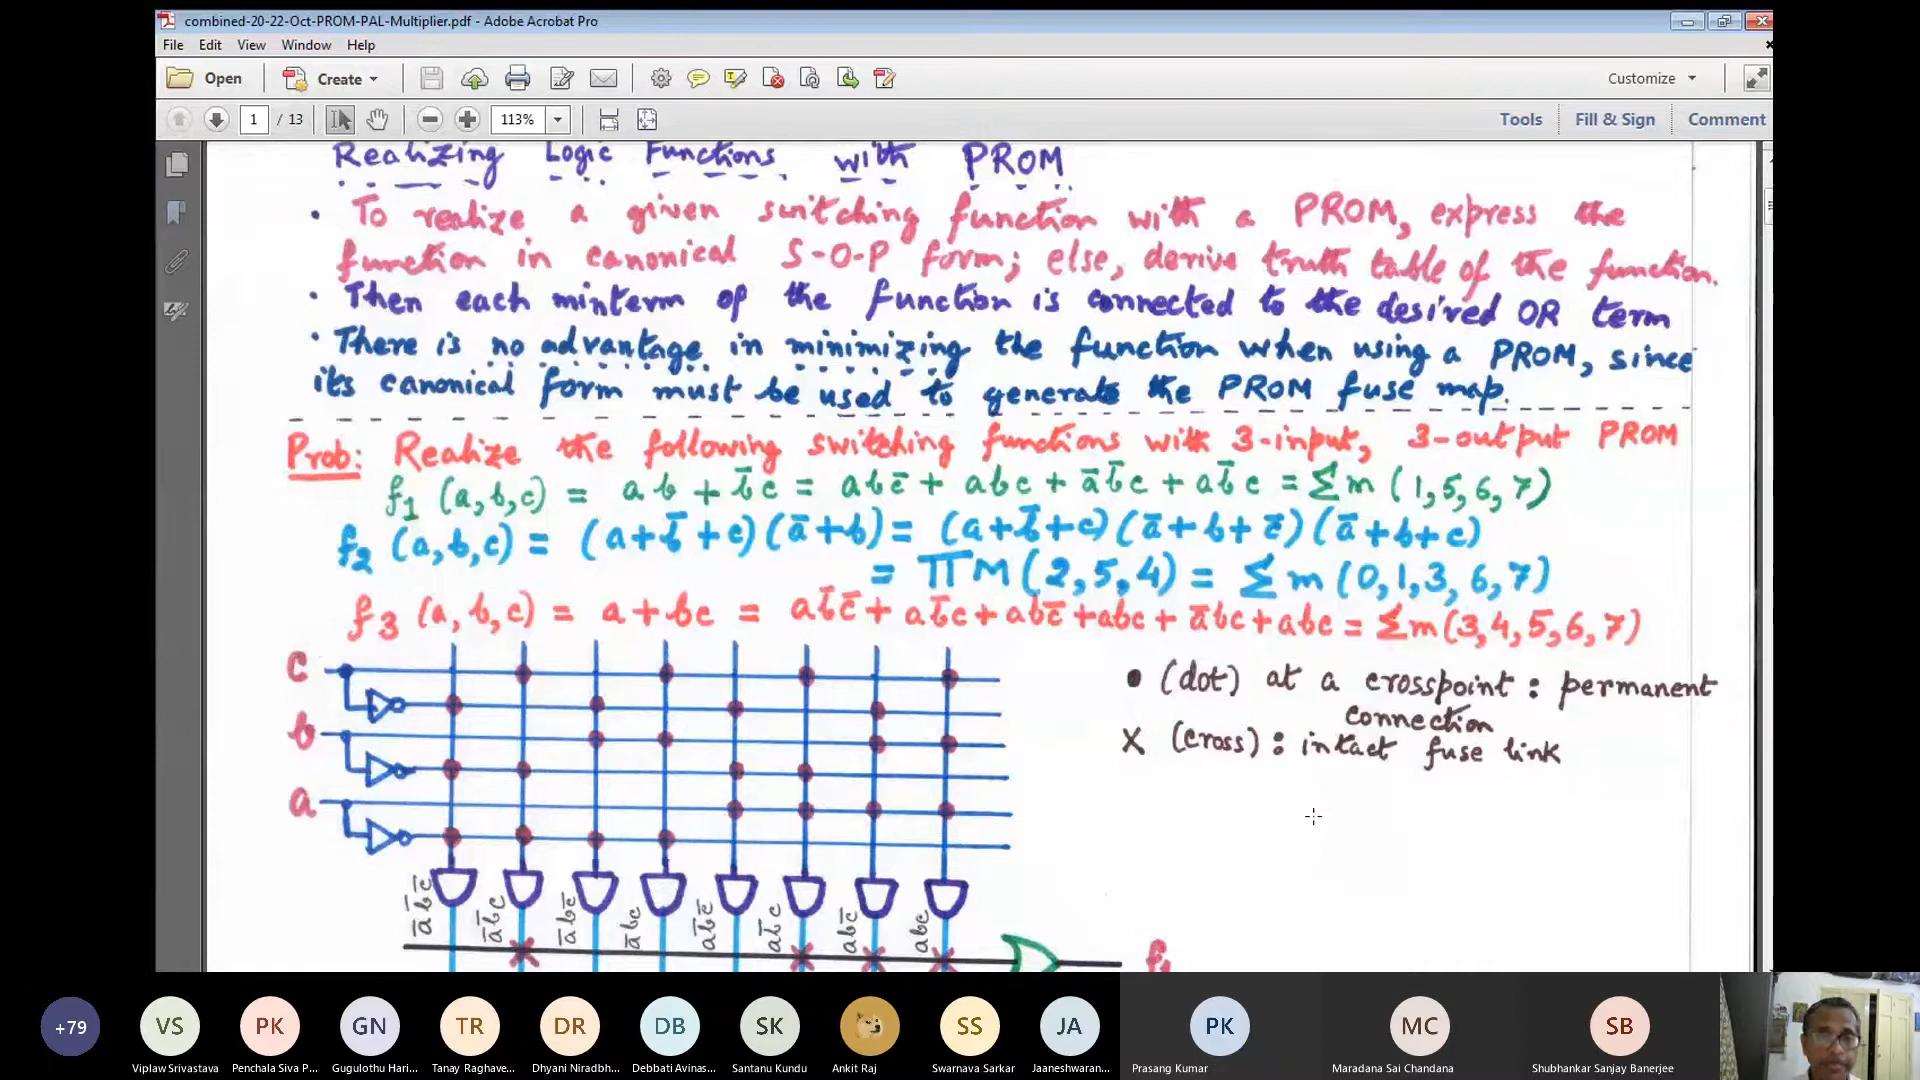 combined-20-22-Oct-PROM-PAL-Multiplier.pdf - Adobe Acrobat Pro
File Edit View Window Help
Open Create Customize
1 / 13 113% Tools Fill & Sign Comment
Realizing Logic Functions with PROM
• To realize a given switching function with a PROM, express the
function in canonical S-O-P form; else, derive truth table of the function.
• Then each minterm of the function is connected to the desired OR term
• There is no advantage in minimizing the function when using a PROM, since
its canonical form must be used to generate the PROM fuse map.
Prob: Realize the following switching functions with 3-input, 3-output PROM
f₁ (a,b,c) = ab + b̄c = abc̄ + abc + āb̄c + ab̄c = Σm (1,5,6,7)
f₂ (a,b,c) = (a+b̄+c)(ā+b) = (a+b̄+c)(ā+b+c̄)(ā+b+c)
= ΠM(2,5,4) = Σm(0,1,3,6,7)
f₃ (a,b,c) = a+bc = ab̄c̄ + ab̄c + abc̄ + abc + ābc + abc = Σm(3,4,5,6,7)
c
b
a
• (dot) at a crosspoint : permanent
connection
X (cross) : intact fuse link
āb̄c̄ āb̄c ābc̄ ābc ab̄c̄ ab̄c abc̄ abc
f₁
+79 VS PK GN TR DR DB SK SS JA PK MC SB
Viplaw Srivastava Penchala Siva P... Gugulothu Hari... Tanay Raghave... Dhyani Niradbh... Debbati Avinas... Santanu Kundu Ankit Raj Swarnava Sarkar Jaaneshwaran... Prasang Kumar Maradana Sai Chandana Shubhankar Sanjay Banerjee